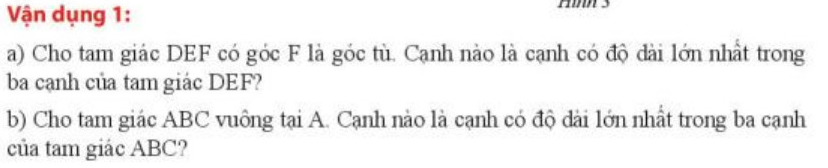 Hình 3
Vận dụng 1:
a) Cho tam giác DEF có góc F là góc tù. Cạnh nào là cạnh có độ dài lớn nhất trong
ba cạnh của tam giác DEF?
b) Cho tam giác ABC vuông tại A. Cạnh nào là cạnh có độ dài lớn nhất trong ba cạnh
của tam giác ABC?